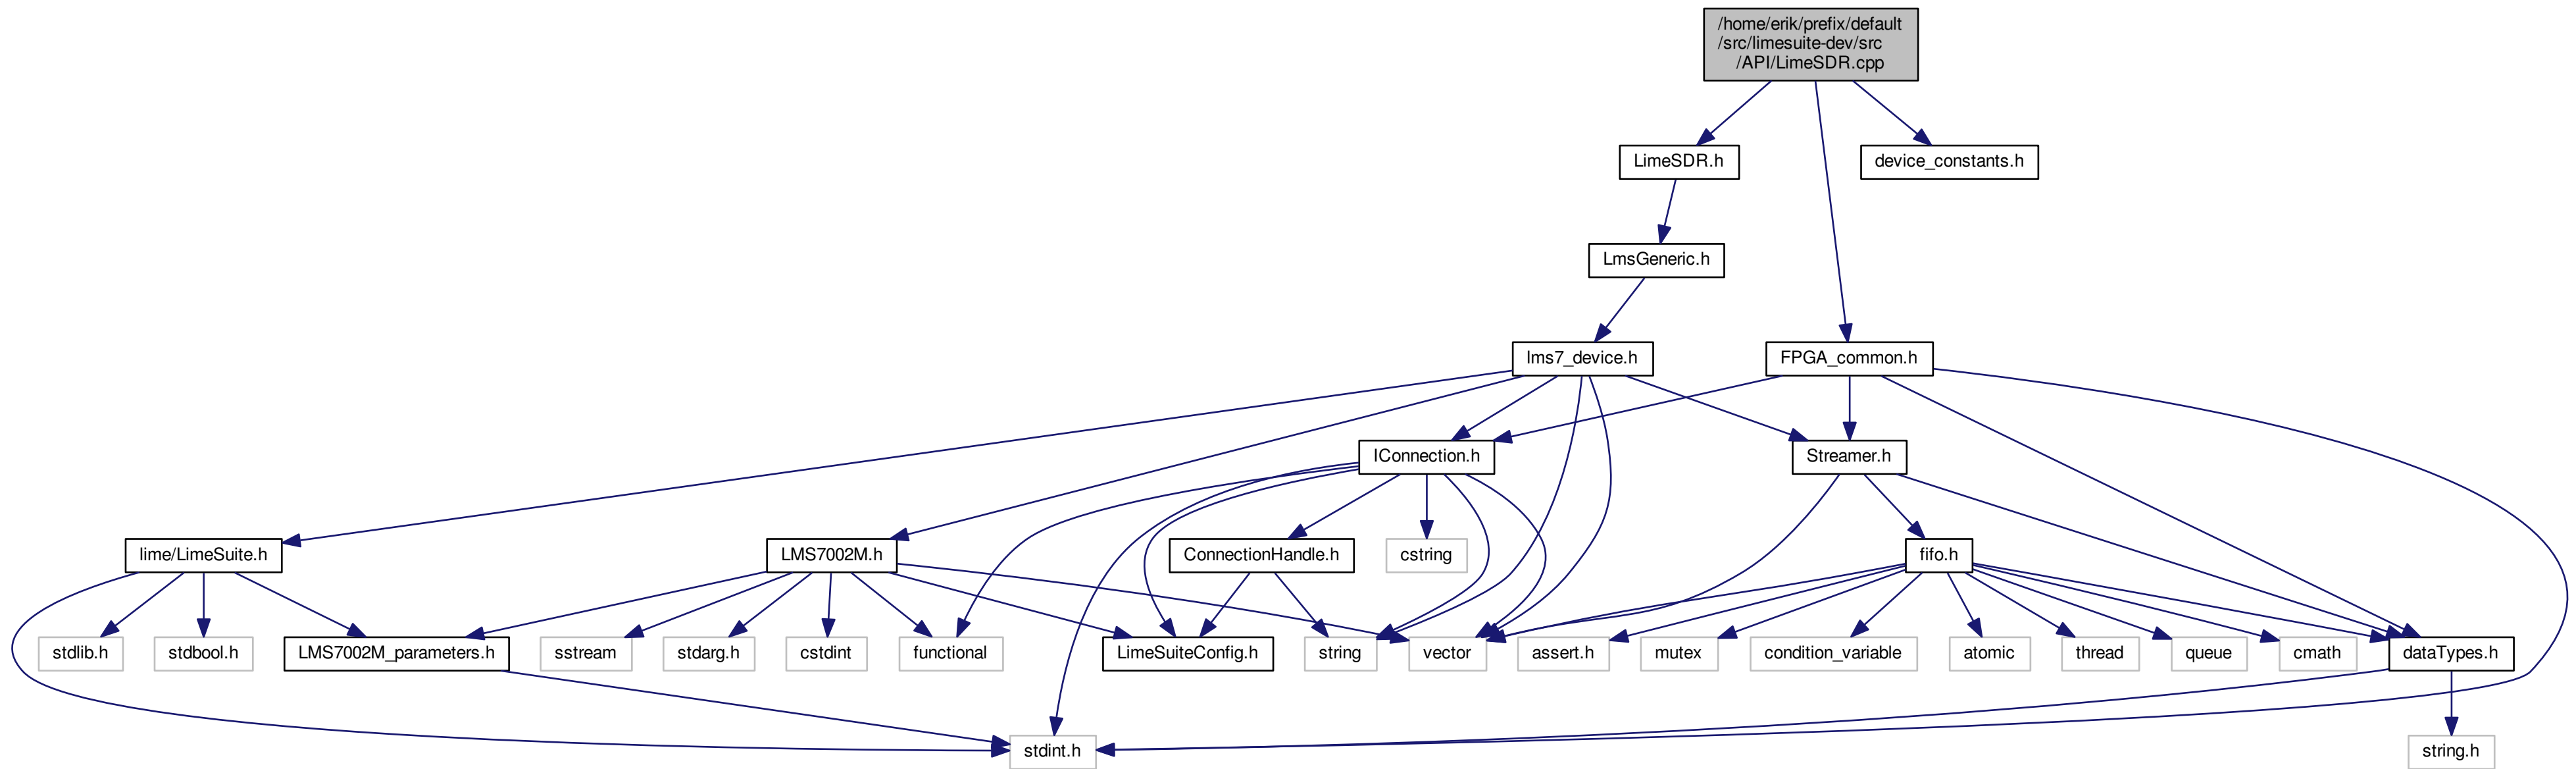 /home/erik/prefix/default
/src/limesuite-dev/src
/API/LimeSDR.cpp
LimeSDR.h
device_constants.h
LmsGeneric.h
lms7_device.h
FPGA_common.h
IConnection.h
Streamer.h
lime/LimeSuite.h
LMS7002M.h
ConnectionHandle.h
cstring
fifo.h
stdlib.h
stdbool.h
LMS7002M_parameters.h
sstream
stdarg.h
cstdint
functional
LimeSuiteConfig.h
string
vector
assert.h
mutex
condition_variable
atomic
thread
queue
cmath
dataTypes.h
stdint.h
string.h